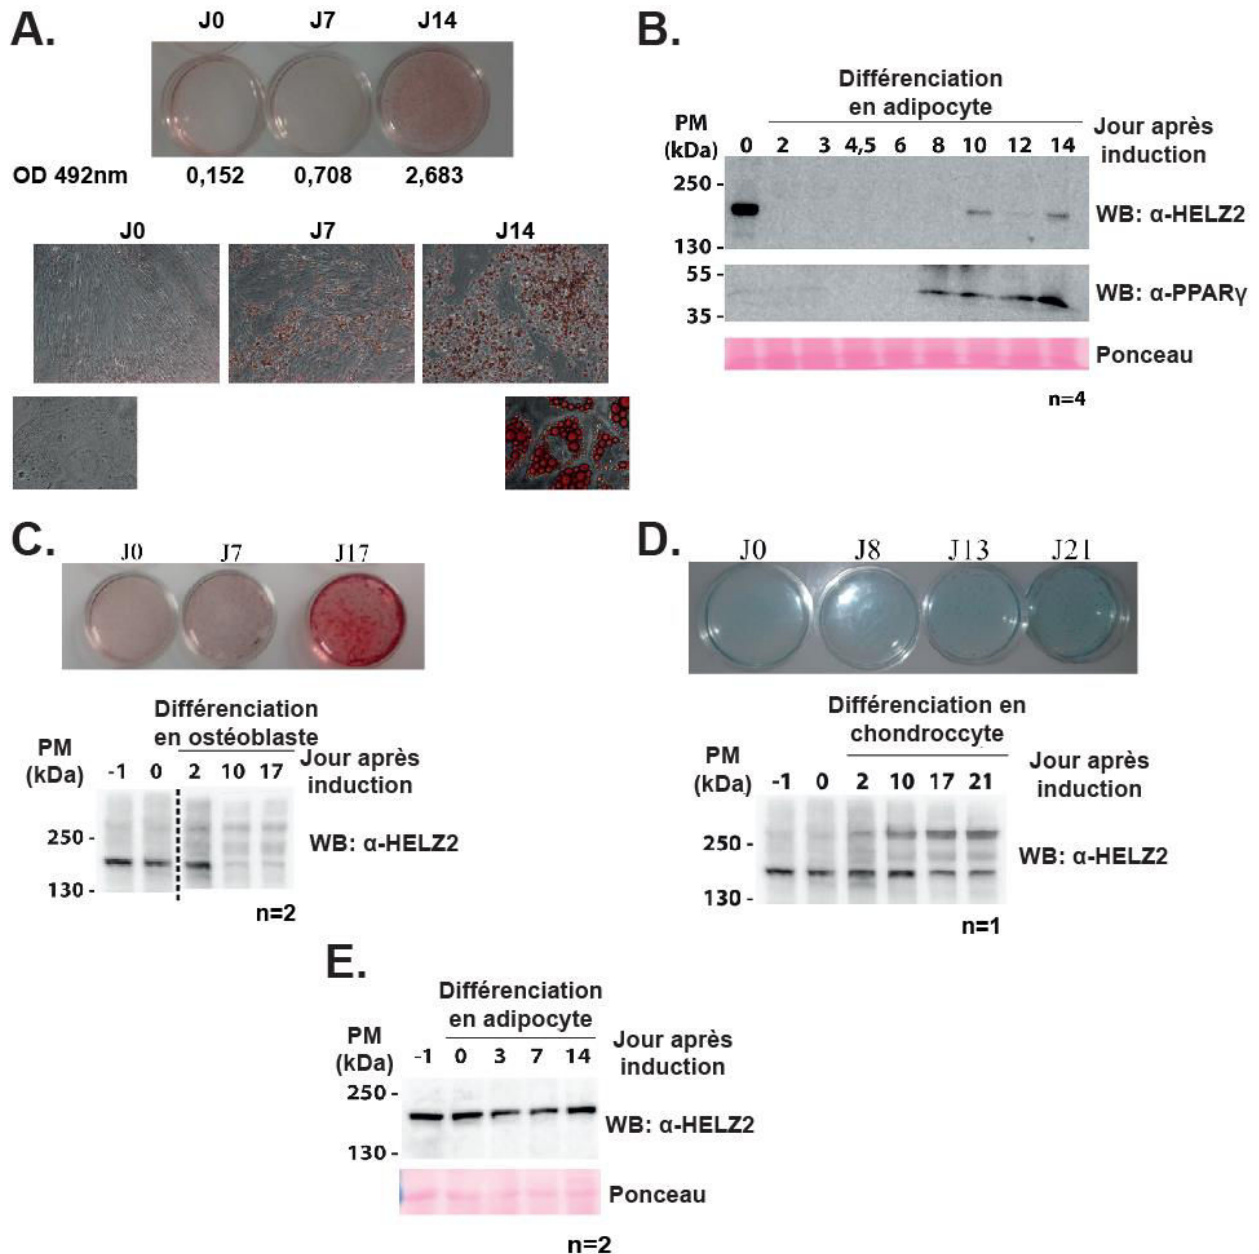 A.
J0 J7 J14
OD 492nm 0,152 0,708 2,683
J0 J7 J14
B.
Différenciation
en adipocyte
PM
(kDa)
0 2 3 4,5 6 8 10 12 14
Jour après
induction
250 -
130 -
WB: α-HELZ2
55 -
35 -
WB: α-PPARγ
Ponceau
n=4
C.
J0 J7 J17
Différenciation
en ostéoblaste
PM
(kDa)
-1 0 2 10 17
Jour après
induction
250 -
130 -
WB: α-HELZ2
n=2
D.
J0 J8 J13 J21
Différenciation en
chondroccyte
PM
(kDa)
-1 0 2 10 17 21
Jour après
induction
250 -
130 -
WB: α-HELZ2
n=1
E.
Différenciation
en adipocyte
PM
(kDa)
-1 0 3 7 14
Jour après
induction
250 -
130 -
WB: α-HELZ2
Ponceau
n=2